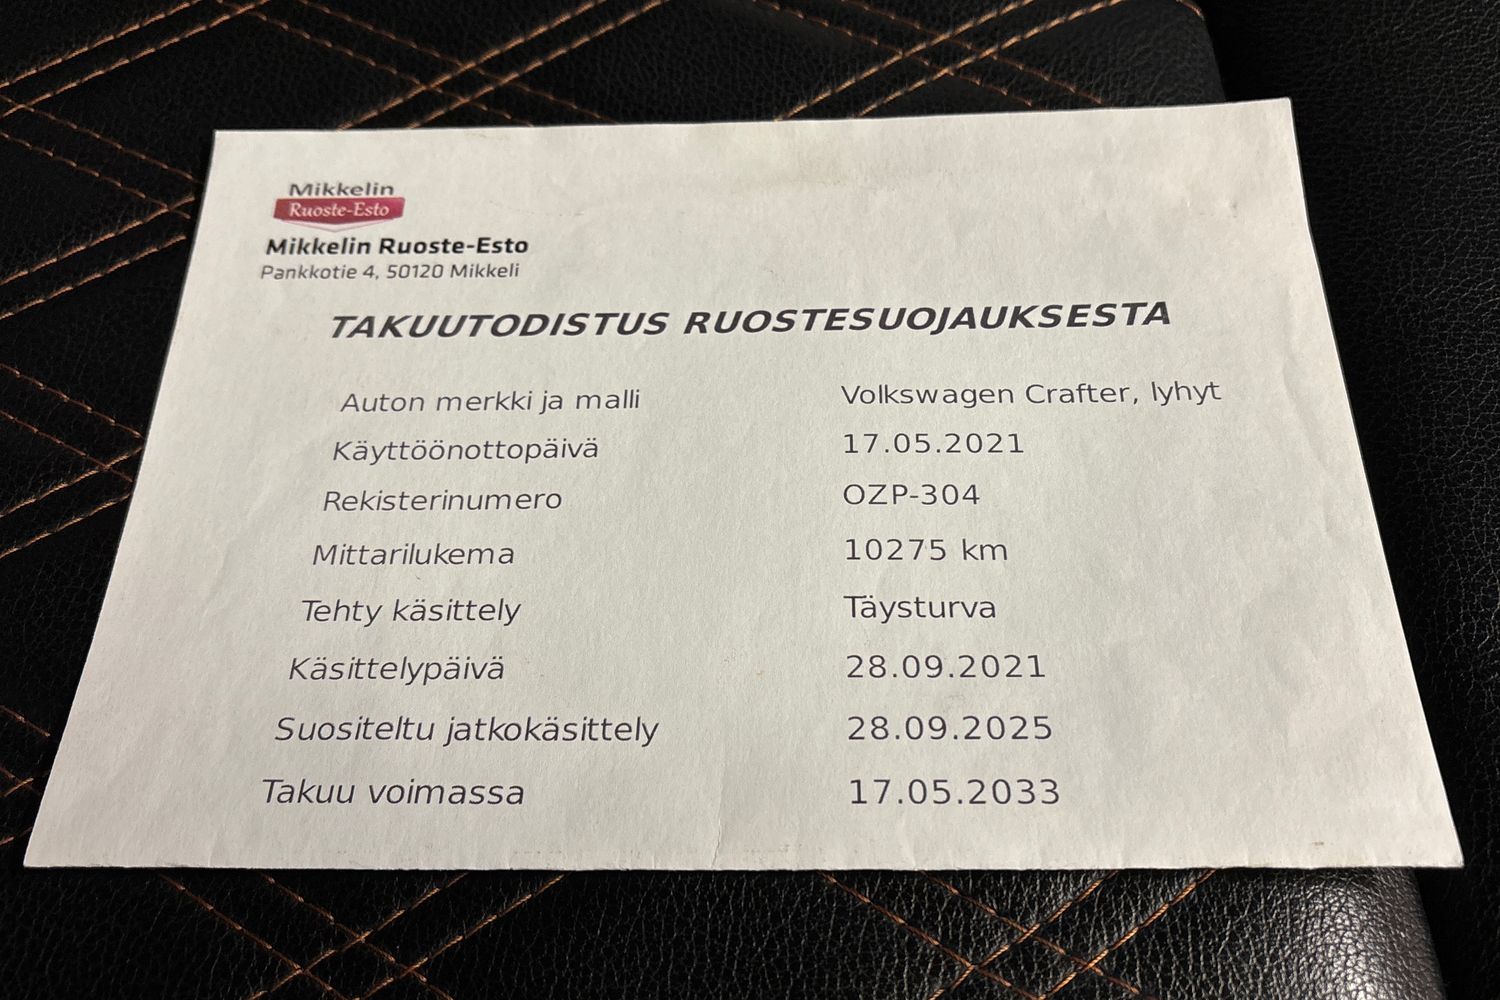 Mikkelin
Ruoste-Esto
Mikkelin Ruoste-Esto
Pankkotie 4, 50120 Mikkeli
TAKUUTODISTUS RUOSTESUOJAUKSESTA
Auton merkki ja malli Volkswagen Crafter, lyhyt
Käyttöönottopäivä 17.05.2021
Rekisterinumero OZP-304
Mittarilukema 10275 km
Tehty käsittely Täysturva
Käsittelypäivä 28.09.2021
Suositeltu jatkokäsittely 28.09.2025
Takuu voimassa 17.05.2033